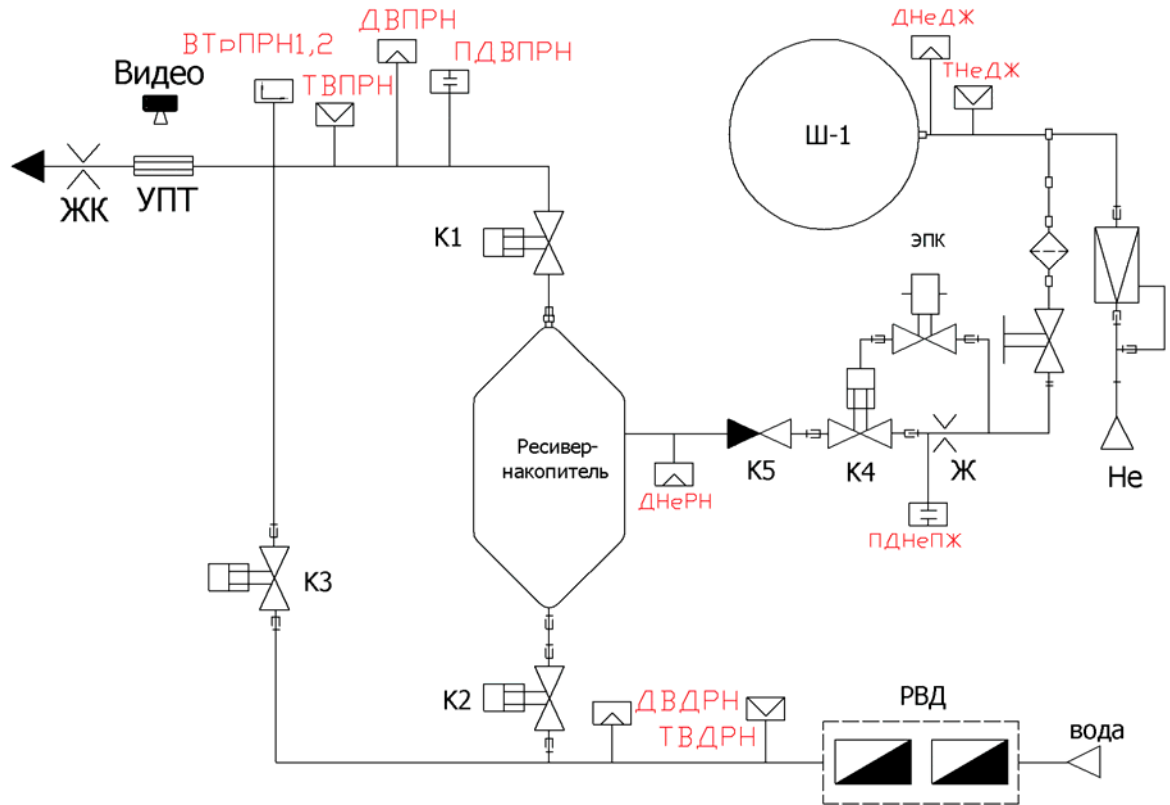 ДВПРН
ДНеДЖ
ВТрПРН1,2
ПДВПРН
Видео
ТВПРН
ТНеДЖ
Ш-1
ЖК
УПТ
К1
ЭПК
Ресивер-
накопитель
К5
К4
Ж
Не
ДНеРН
ПДНеПЖ
К3
К2
ДВДРН
ТВДРН
РВД
вода